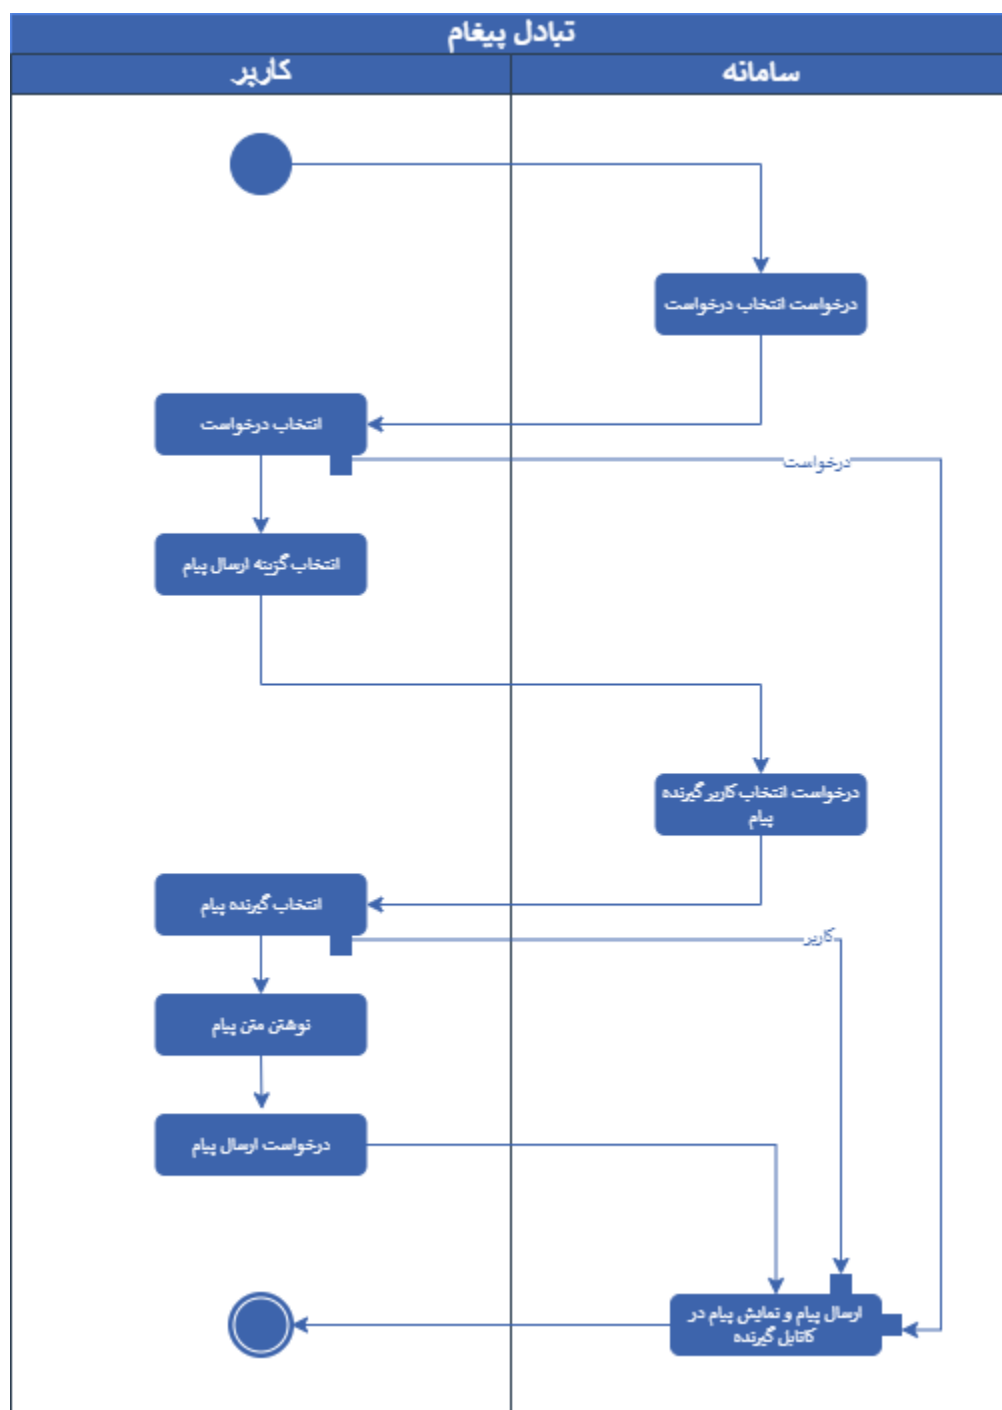 تبادل پیغام
کاربر
سامانه
درخواست انتخاب درخواست
انتخاب درخواست
درخواست
انتخاب گزینه ارسال پیام
درخواست انتخاب کاربر گیرنده
پیام
انتخاب گیرنده پیام
کاربر
نوشتن متن پیام
درخواست ارسال پیام
ارسال پیام و نمایش پیام در
کاتابل گیرنده